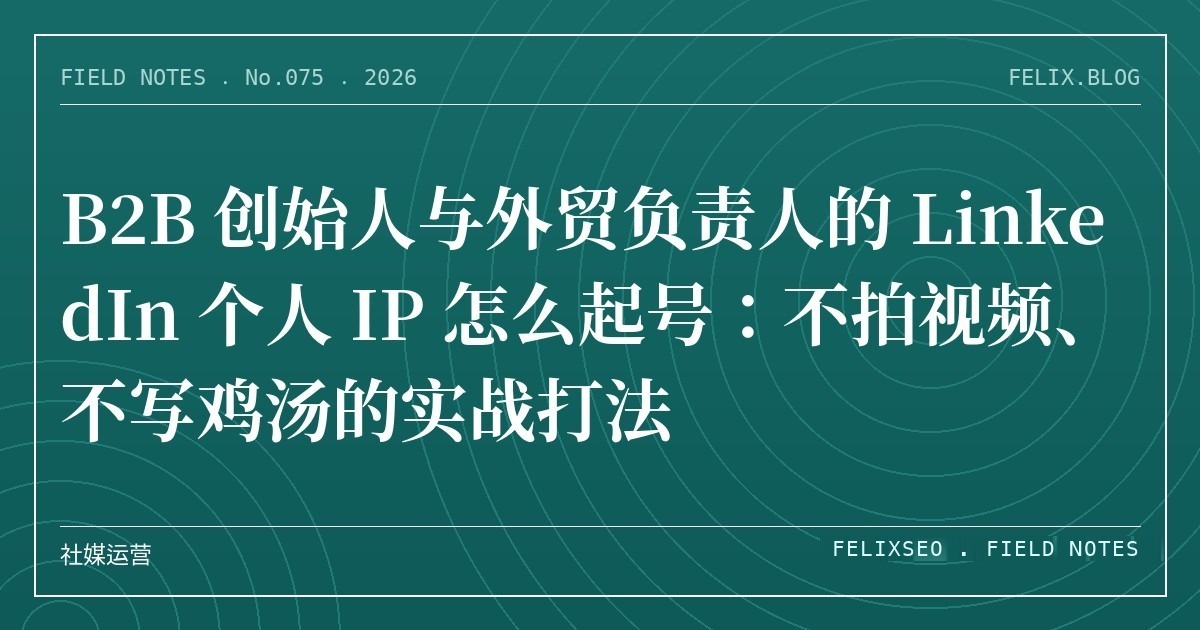 FIELD NOTES . No.075 . 2026
FELIX.BLOG
B2B 创始人与外贸负责人的 Linke
dIn 个人 IP 怎么起号：不拍视频、
不写鸡汤的实战打法
社媒运营
FELIXSEO . FIELD NOTES